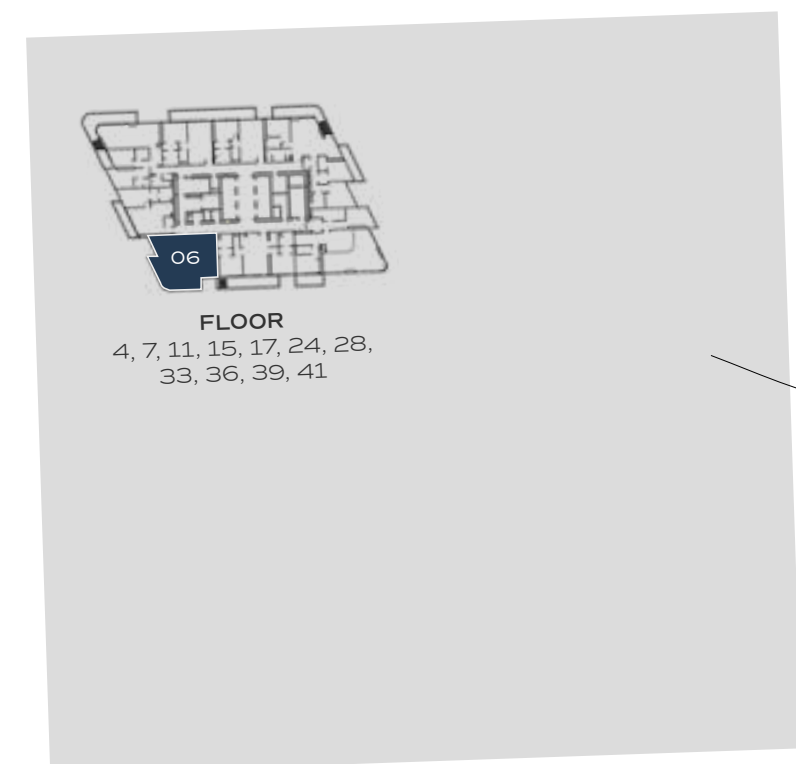 06
FLOOR
4, 7, 11, 15, 17, 24, 28,
33, 36, 39, 41